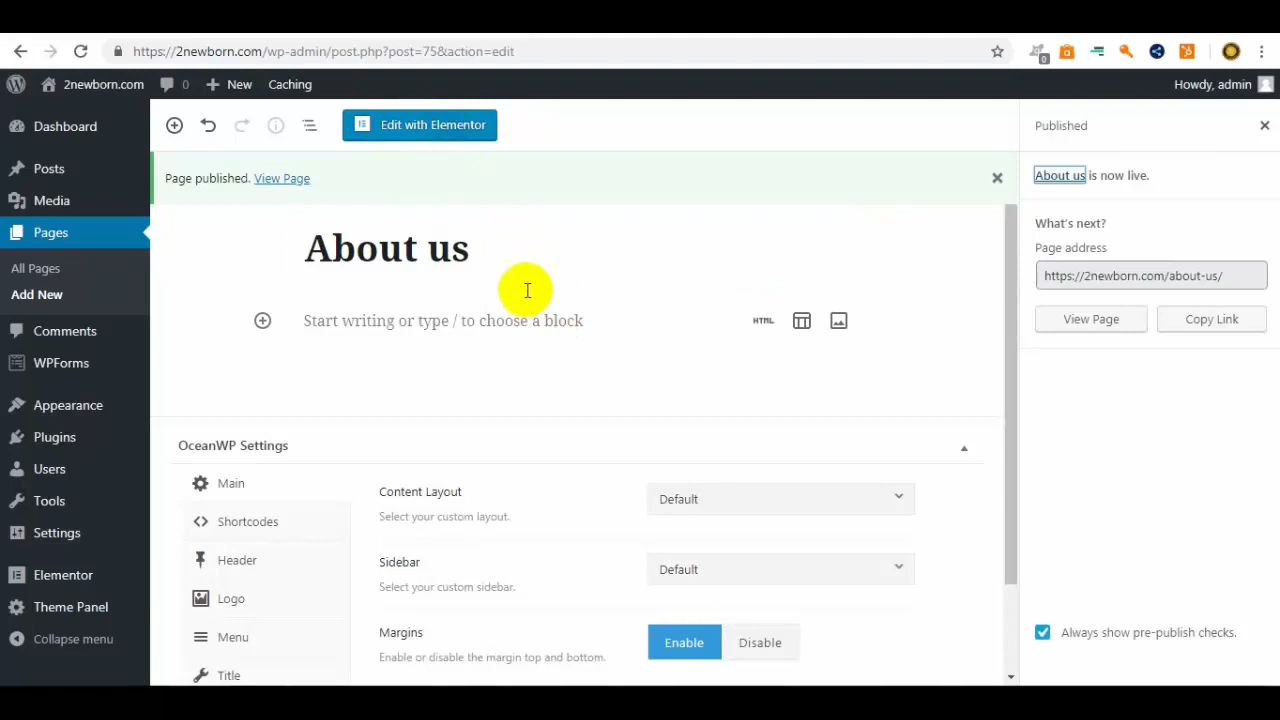 https://2newborn.com/wp-admin/post.php?post=75&action=edit
0
2newborn.com
0
New
Caching
Howdy, admin
Dashboard
Posts
Media
Pages
All Pages
Add New
Comments
WPForms
Appearance
Plugins
Users
Tools
Settings
Elementor
Theme Panel
Collapse menu
Edit with Elementor
Page published. View Page
About us
Start writing or type / to choose a block
HTML
OceanWP Settings
Main
Shortcodes
Header
Logo
Menu
Title
Content Layout
Select your custom layout.
Default
Sidebar
Select your custom sidebar.
Default
Margins
Enable or disable the margin top and bottom.
Enable
Disable
Published
About us is now live.
What's next?
Page address
https://2newborn.com/about-us/
View Page
Copy Link
Always show pre-publish checks.